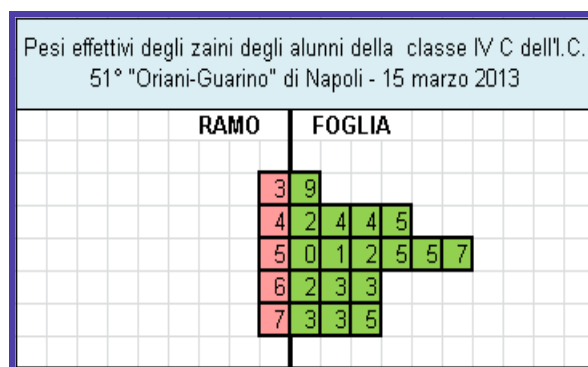 Pesi effettivi degli zaini degli alunni della classe IV C dell'I.C.
51° "Oriani-Guarino" di Napoli - 15 marzo 2013
RAMO FOGLIA
3 9
4 2 4 4 5
5 0 1 2 5 5 7
6 2 3 3
7 3 3 5